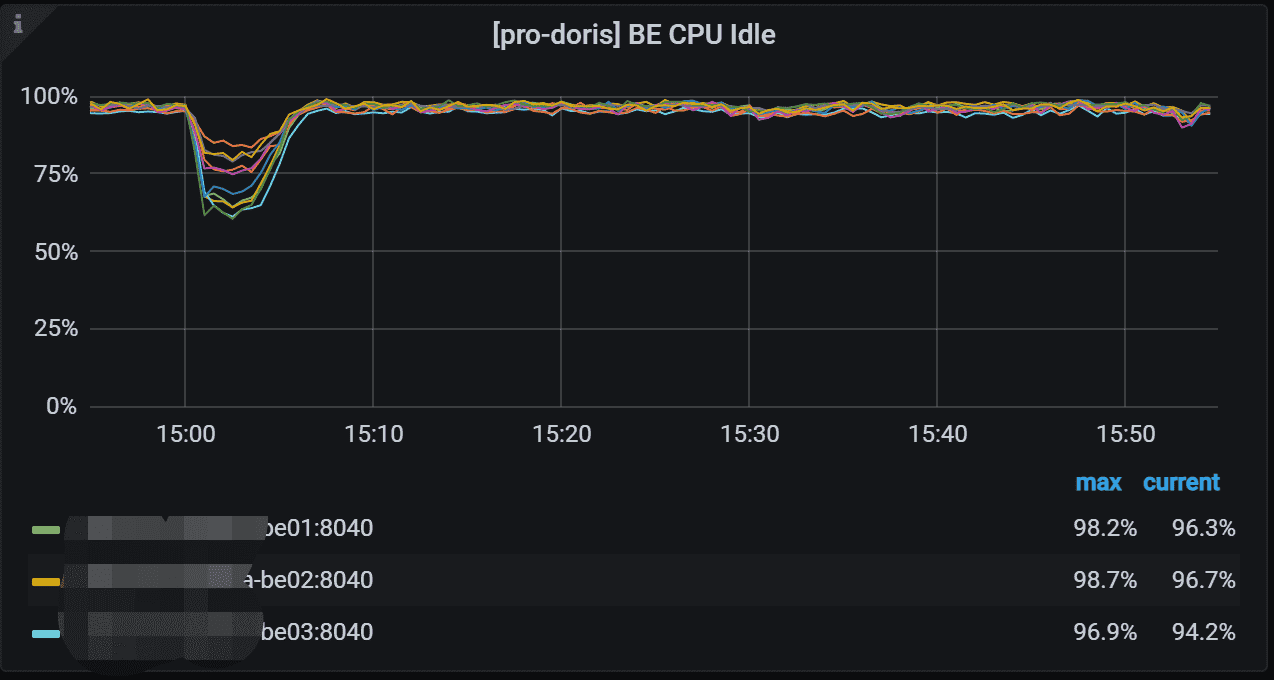 i
[pro-doris] BE CPU Idle
100%
75%
50%
25%
0%
15:00 15:10 15:20 15:30 15:40 15:50
max current
be01:8040 98.2% 96.3%
a-be02:8040 98.7% 96.7%
be03:8040 96.9% 94.2%